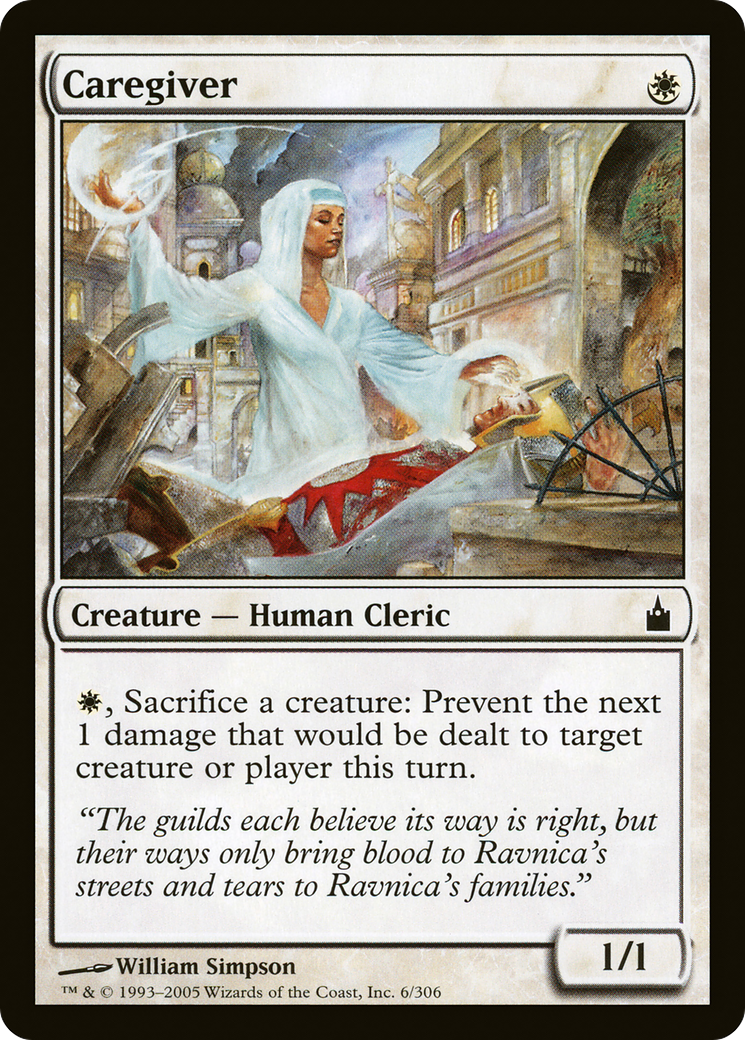 Caregiver
Creature — Human Cleric
, Sacrifice a creature: Prevent the next
1 damage that would be dealt to target
creature or player this turn.
“The guilds each believe its way is right, but
their ways only bring blood to Ravnica’s
streets and tears to Ravnica’s families.”
1/1
William Simpson
™ & © 1993–2005 Wizards of the Coast, Inc. 6/306